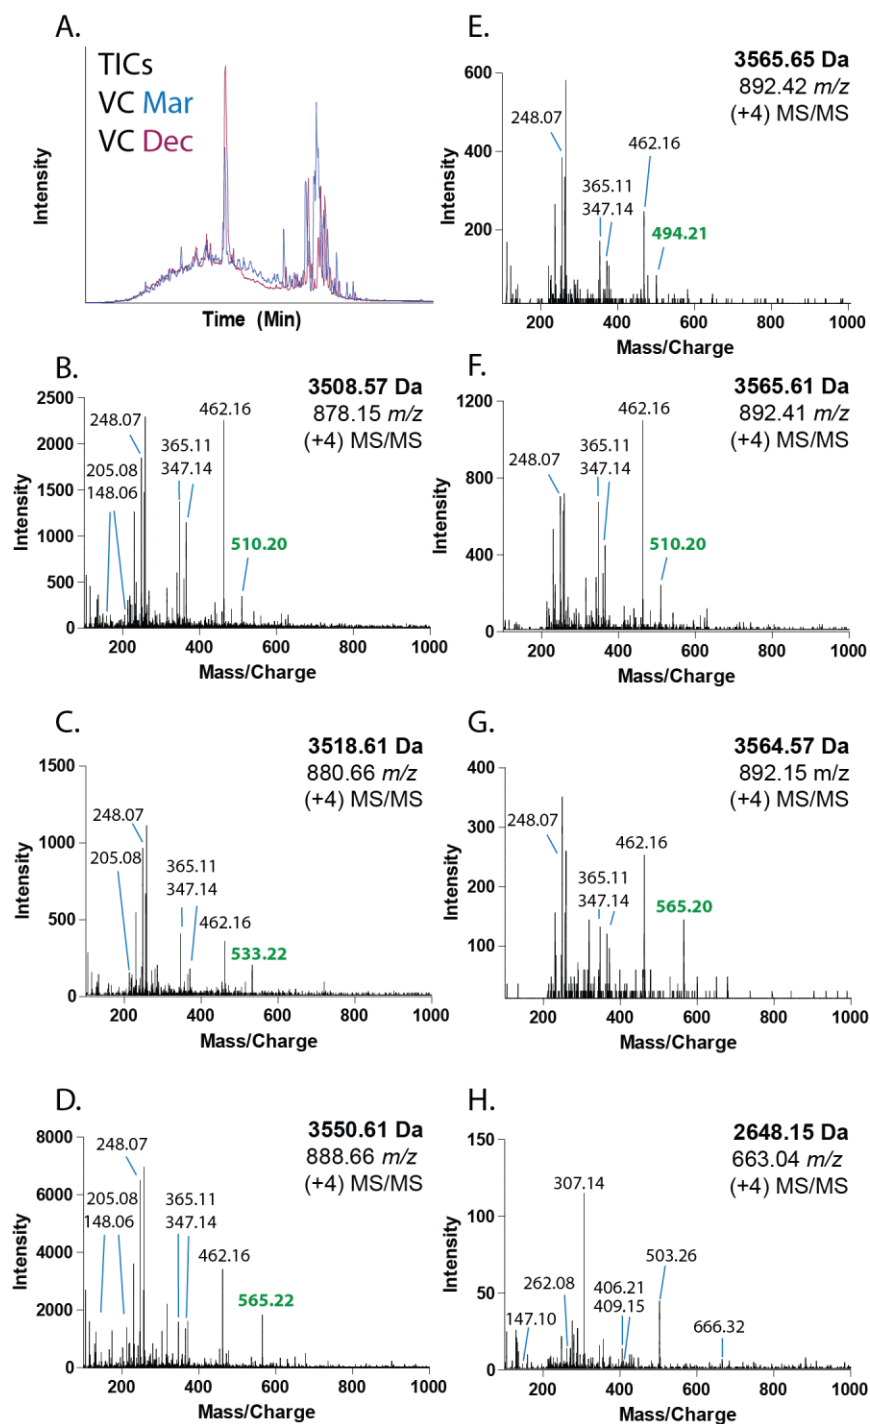 A.
TICs
VC Mar
VC Dec
Intensity
Time (Min)
B.
3508.57 Da
878.15 m/z
(+4) MS/MS
2500
2000
1500
1000
500
0
248.07
205.08
148.06
365.11
347.14
462.16
510.20
Intensity
200 400 600 800 1000
Mass/Charge
C.
3518.61 Da
880.66 m/z
(+4) MS/MS
1500
1000
500
0
248.07
205.08
365.11
347.14
462.16
533.22
Intensity
200 400 600 800 1000
Mass/Charge
D.
3550.61 Da
888.66 m/z
(+4) MS/MS
8000
6000
4000
2000
0
248.07
205.08
148.06
365.11
347.14
462.16
565.22
Intensity
200 400 600 800 1000
Mass/Charge
E.
3565.65 Da
892.42 m/z
(+4) MS/MS
600
400
200
248.07
365.11
347.14
462.16
494.21
Intensity
200 400 600 800 1000
Mass/Charge
F.
3565.61 Da
892.41 m/z
(+4) MS/MS
1200
800
400
0
248.07
365.11
347.14
462.16
510.20
Intensity
200 400 600 800 1000
Mass/Charge
G.
3564.57 Da
892.15 m/z
(+4) MS/MS
400
300
200
100
248.07
365.11
347.14
462.16
565.20
Intensity
200 400 600 800 1000
Mass/Charge
H.
2648.15 Da
663.04 m/z
(+4) MS/MS
150
100
50
0
307.14
262.08
147.10
406.21
409.15
503.26
666.32
Intensity
200 400 600 800 1000
Mass/Charge